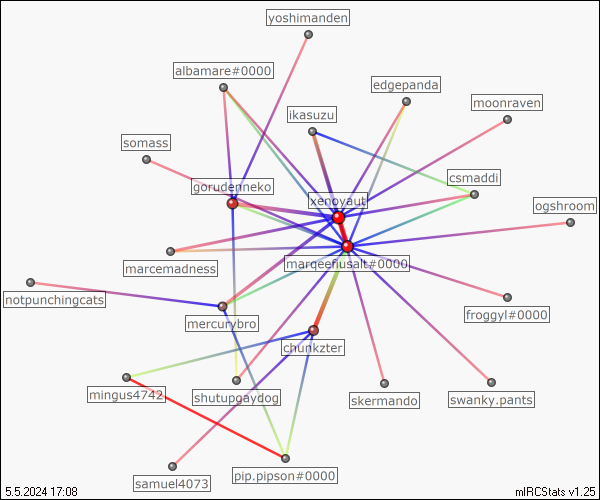 yoshimanden
albamare#0000
edgepanda
moonraven
ikasuzu
somass
csmaddi
gorudenneko
xenoyaut
ogshroom
marcemadness
marqeefiusalt#0000
notpunchingcats
mercurybro
froggyl#0000
chunkzter
mingus4742
shutupgaydog
skermando
swanky.pants
samuel4073
pip.pipson#0000
5.5.2024 17:08
mIRCStats v1.25